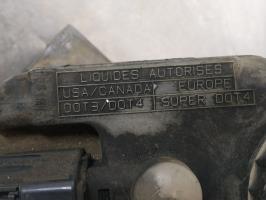 LIQUIDES AUTORISES
USA/CANADA EUROPE
DOT3/DOT4 SUPER DOT4